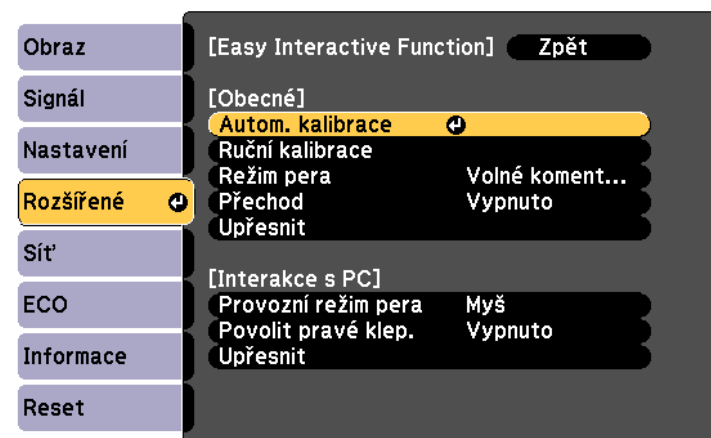 Obraz
Signál
Nastavení
Rozšířené
Síť
ECO
Informace
Reset
[Easy Interactive Function] Zpět
[Obecné]
Autom. kalibrace
Ruční kalibrace
Režim pera Volné koment...
Přechod Vypnuto
Upřesnit
[Interakce s PC]
Provozní režim pera Myš
Povolit pravé klep. Vypnuto
Upřesnit